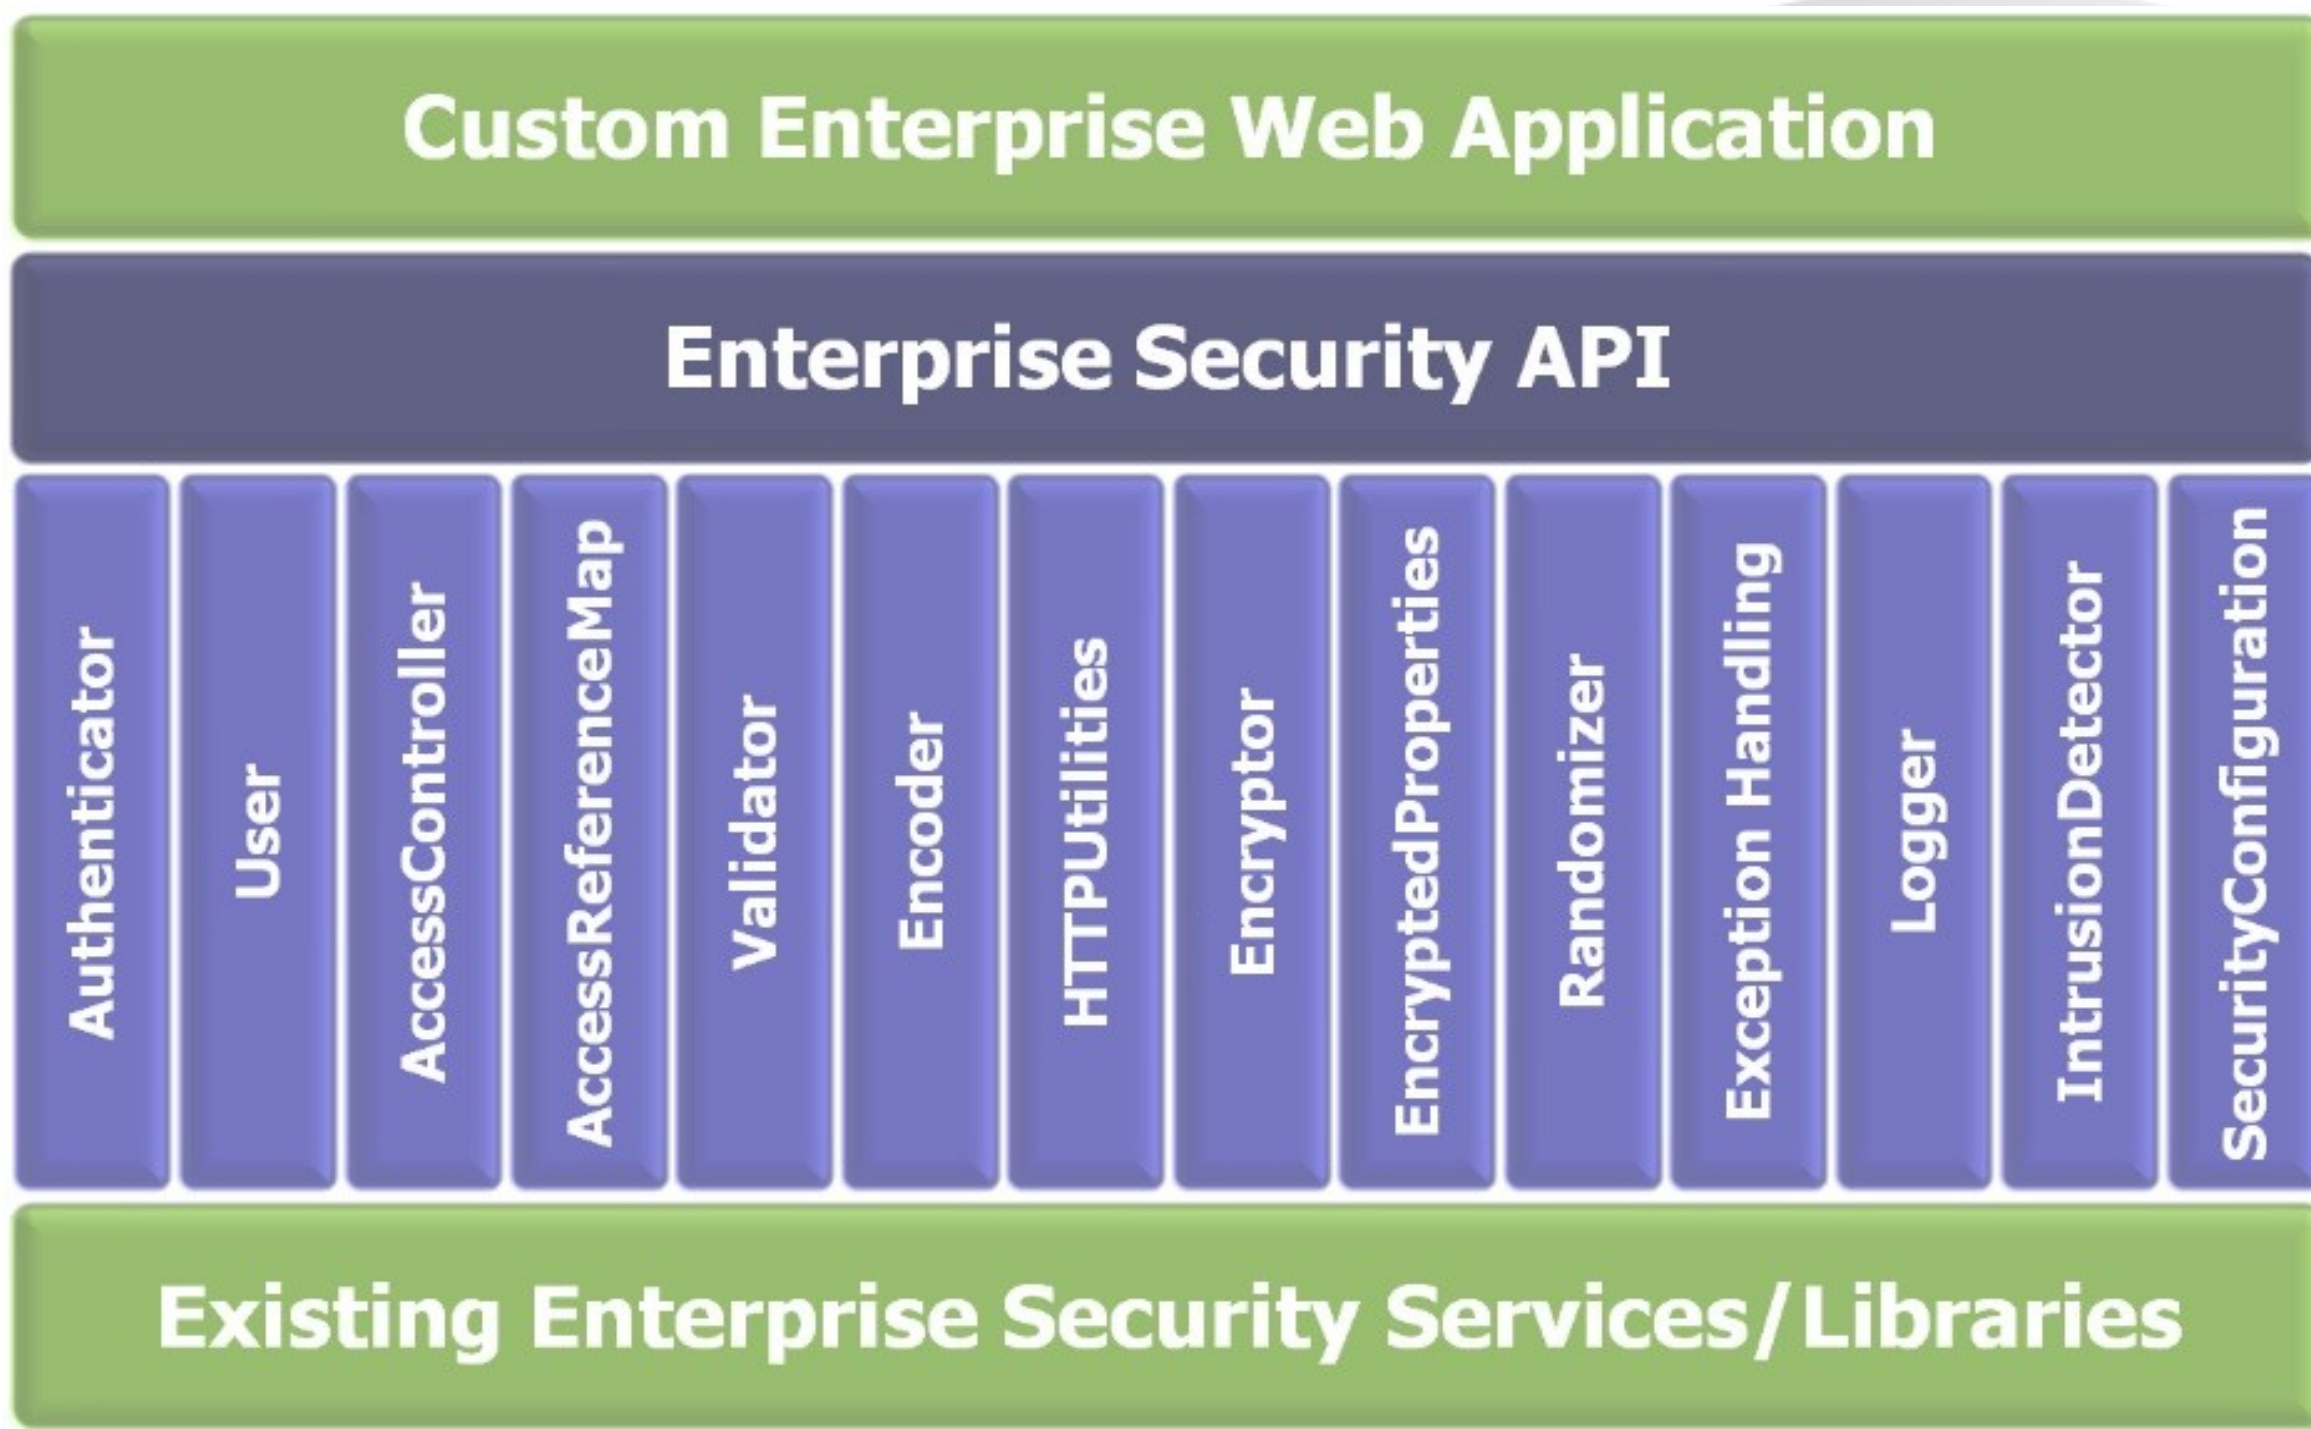 Custom Enterprise Web Application
Enterprise Security API
Authenticator
User
AccessController
AccessReferenceMap
Validator
Encoder
HTTPUtilities
Encryptor
EncryptedProperties
Randomizer
Exception Handling
Logger
IntrusionDetector
SecurityConfiguration
Existing Enterprise Security Services/Libraries